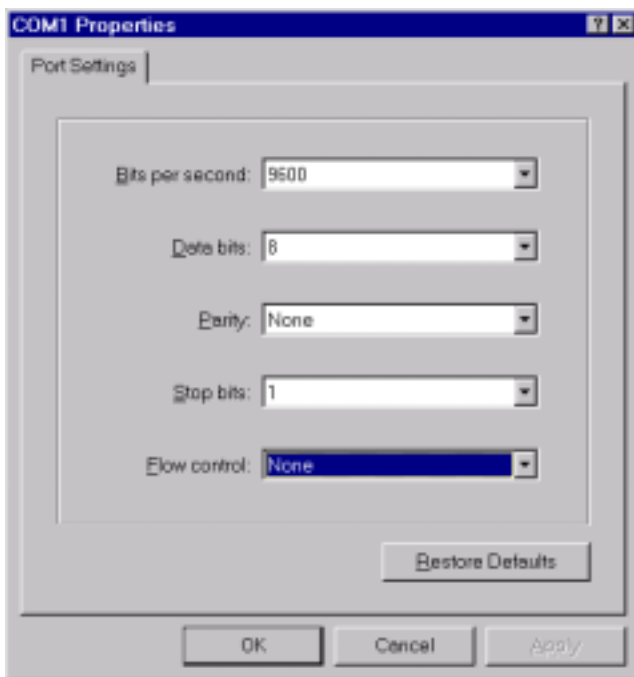 COM1 Properties
Port Settings
Bits per second: 9600
Data bits: 8
Parity: None
Stop bits: 1
Flow control: None
Restore Defaults
OK Cancel Apply